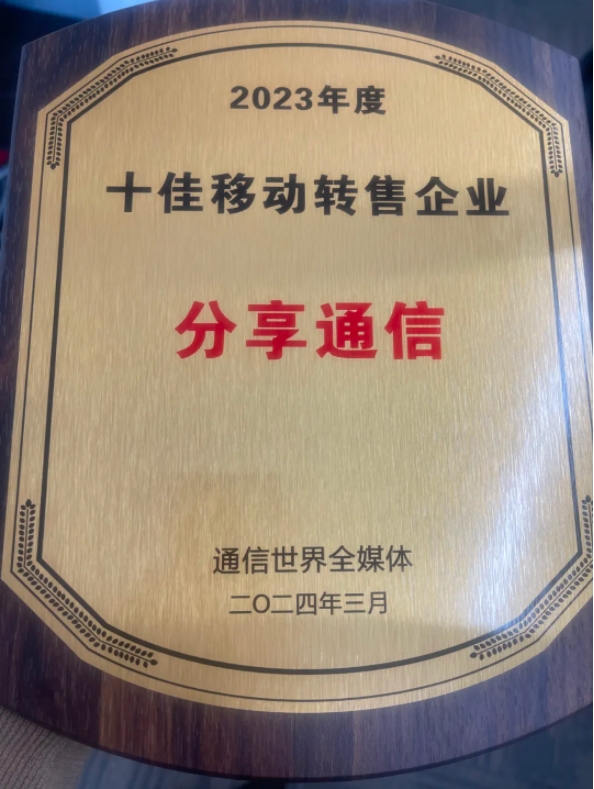 2023年度
十佳移动转售企业
分享通信
通信世界全媒体
二〇二四年三月